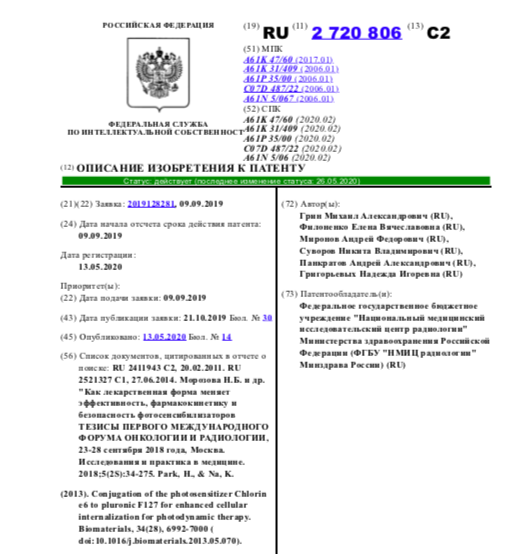 РОССИЙСКАЯ ФЕДЕРАЦИЯ
ФЕДЕРАЛЬНАЯ СЛУЖБА
ПО ИНТЕЛЛЕКТУАЛЬНОЙ СОБСТВЕННОСТИ
(19) RU (11) 2 720 806 (13) C2
(51) МПК
A61K 47/60 (2017.01)
A61K 31/409 (2006.01)
A61P 35/00 (2006.01)
C07D 487/22 (2006.01)
A61N 5/067 (2006.01)
(52) СПК
A61K 47/60 (2020.02)
A61K 31/409 (2020.02)
A61P 35/00 (2020.02)
C07D 487/22 (2020.02)
A61N 5/06 (2020.02)
(12) ОПИСАНИЕ ИЗОБРЕТЕНИЯ К ПАТЕНТУ
Статус: действует (последнее изменение статуса: 26.05.2020)
(21)(22) Заявка: 2019128281, 09.09.2019
(24) Дата начала отсчета срока действия патента:
09.09.2019
Дата регистрации:
13.05.2020
Приоритет(ы):
(22) Дата подачи заявки: 09.09.2019
(43) Дата публикации заявки: 21.10.2019 Бюл. № 30
(45) Опубликовано: 13.05.2020 Бюл. № 14
(56) Список документов, цитированных в отчете о
поиске: RU 2411943 C2, 20.02.2011. RU
2521327 C1, 27.06.2014. Морозова Н.Б. и др.
"Как лекарственная форма меняет
эффективность, фармакокинетику и
безопасность фотосенсибилизаторов
ТЕЗИСЫ ПЕРВОГО МЕЖДУНАРОДНОГО
ФОРУМА ОНКОЛОГИИ И РАДИОЛОГИИ,
23-28 сентября 2018 года, Москва.
Исследования и практика в медицине.
2018;5(2S):34-275. Park, H., & Na, K.
(2013). Conjugation of the photosensitizer Chlorin
e6 to pluronic F127 for enhanced cellular
internalization for photodynamic therapy.
Biomaterials, 34(28), 6992-7000 (
doi:10.1016/j.biomaterials.2013.05.070).
(72) Автор(ы):
Грин Михаил Александрович (RU),
Филоненко Елена Вячеславовна (RU),
Миронов Андрей Федорович (RU),
Суворов Никита Владимирович (RU),
Панкратов Андрей Александрович (RU),
Григорьевых Надежда Игоревна (RU)
(73) Патентообладатель(и):
Федеральное государственное бюджетное
учреждение "Национальный медицинский
исследовательский центр радиологии"
Министерства здравоохранения Российской
Федерации (ФГБУ "НМИЦ радиологии"
Минздрава России) (RU)